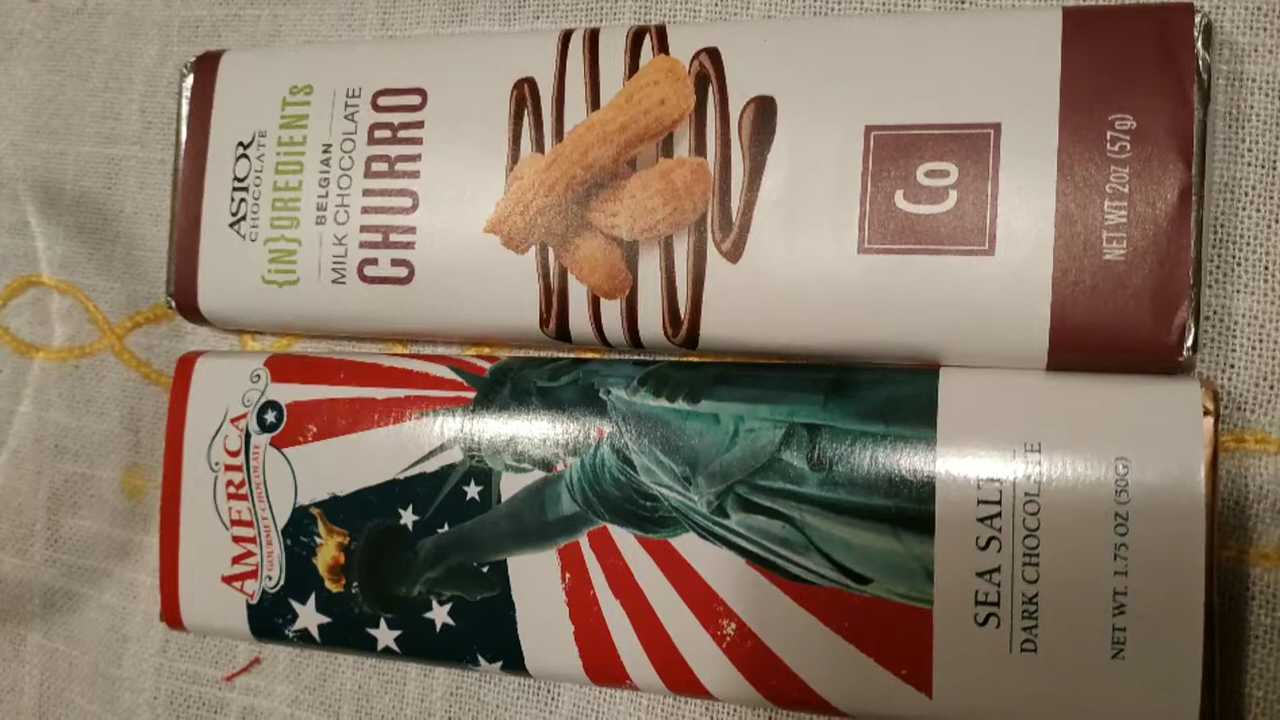 ASTOR
CHOCOLATE
{iN}gREDiENTs
BELGIAN
MILK CHOCOLATE
CHURRO
Co
NET WT 2oz (57g)
AMERICA
GOURMET CHOCOLATE
SEA SALT
DARK CHOCOLATE
NET WT. 1.75 OZ (50G)